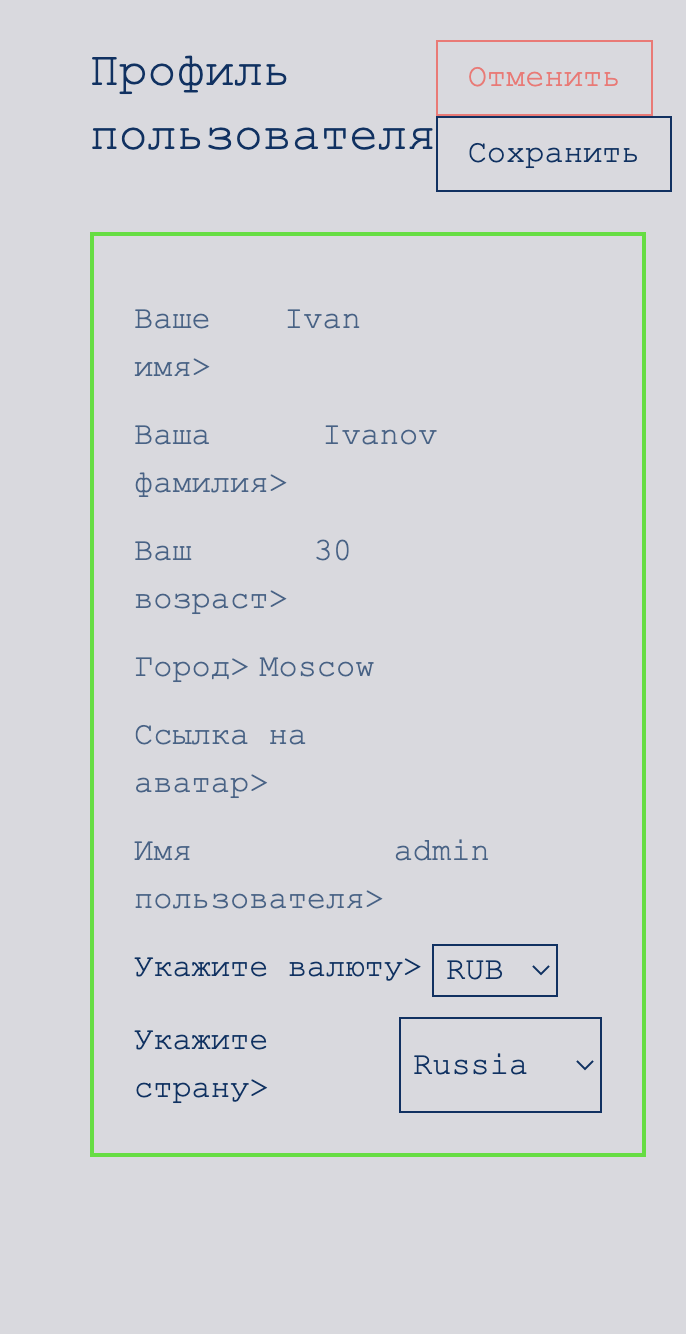 Профиль
пользователя
Отменить
Сохранить
Ваше Ivan
имя>
Ваша Ivanov
фамилия>
Ваш 30
возраст>
Город> Moscow
Ссылка на
аватар>
Имя admin
пользователя>
Укажите валюту> RUB
Укажите
страну> Russia